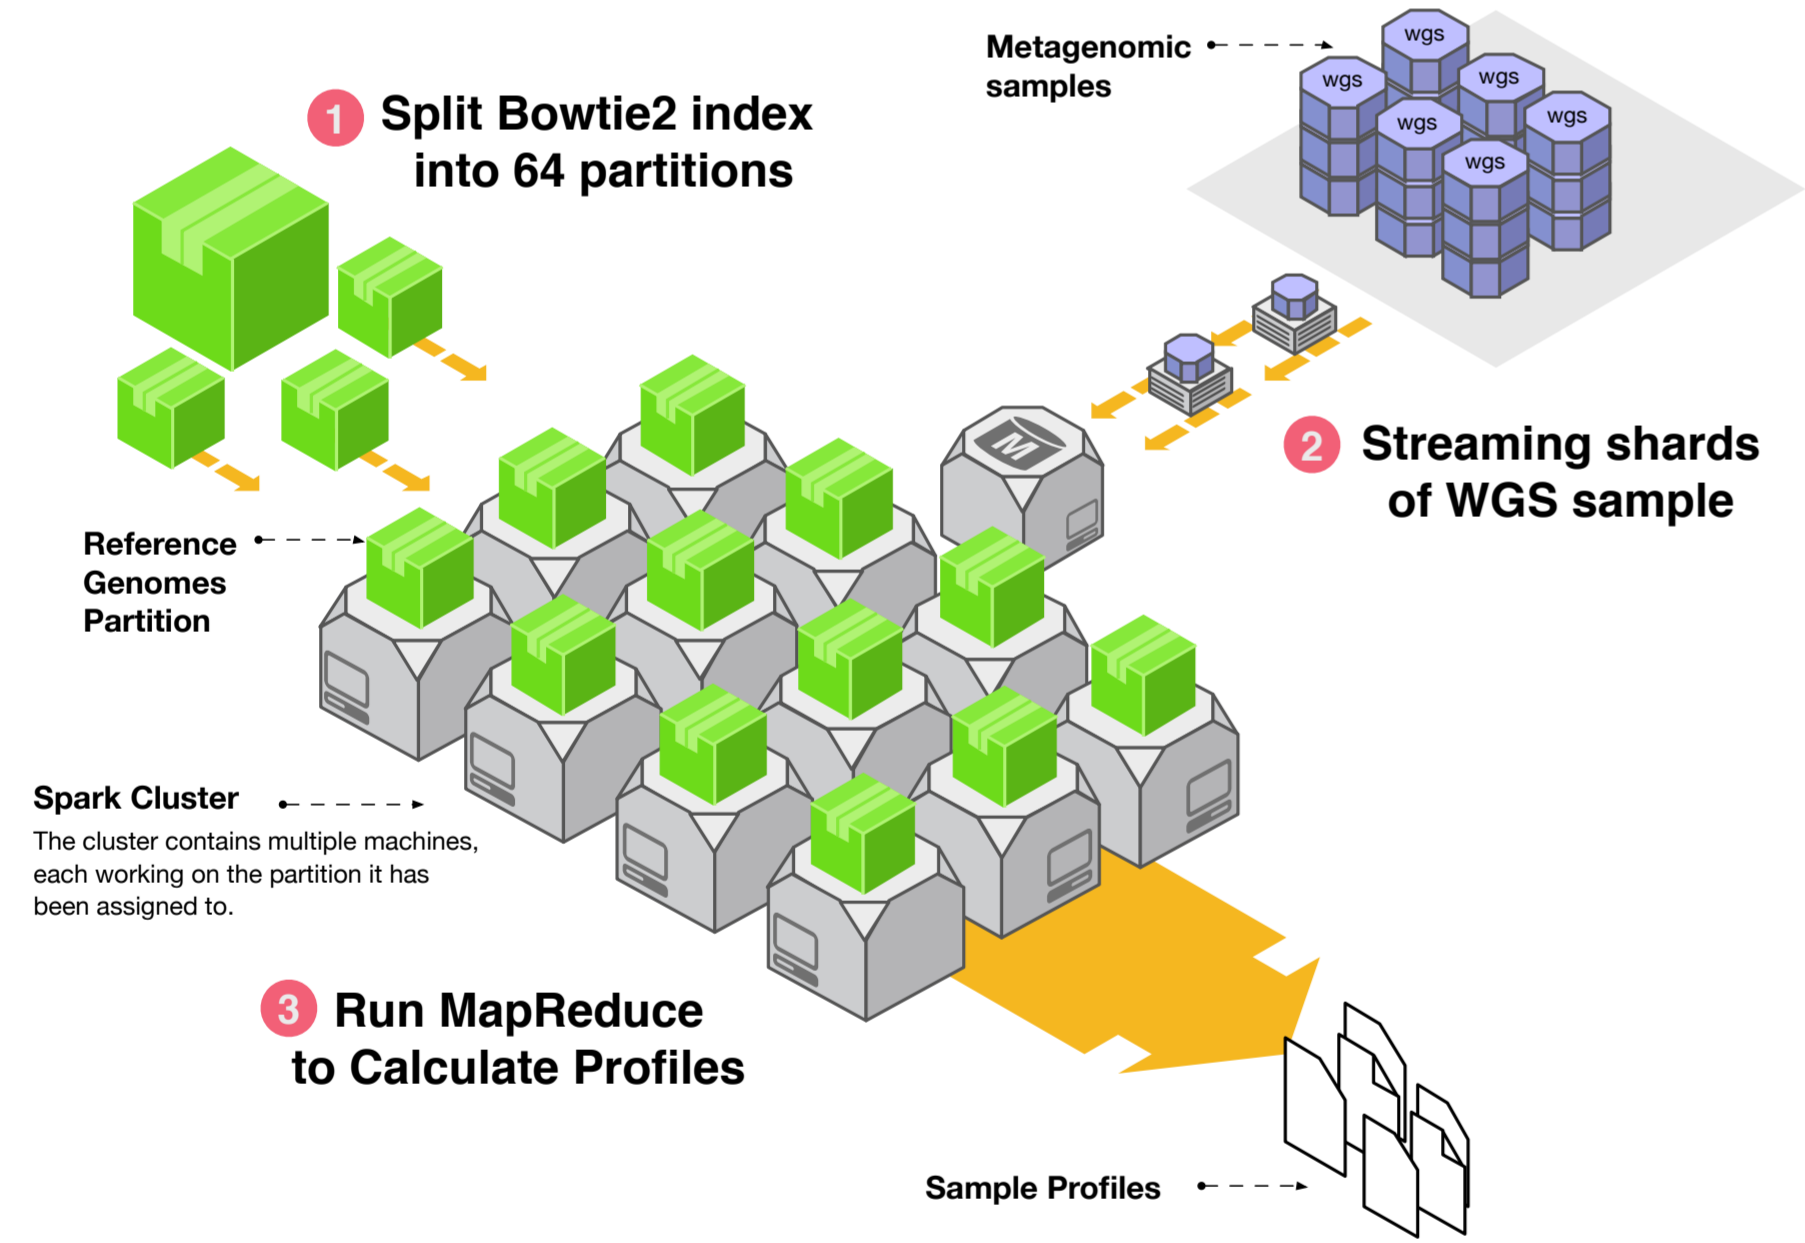 1 Split Bowtie2 index
into 64 partitions
Metagenomic
samples
wgs
wgs
wgs
wgs
wgs
wgs
2 Streaming shards
of WGS sample
M
Reference
Genomes
Partition
Spark Cluster
The cluster contains multiple machines,
each working on the partition it has
been assigned to.
3 Run MapReduce
to Calculate Profiles
Sample Profiles